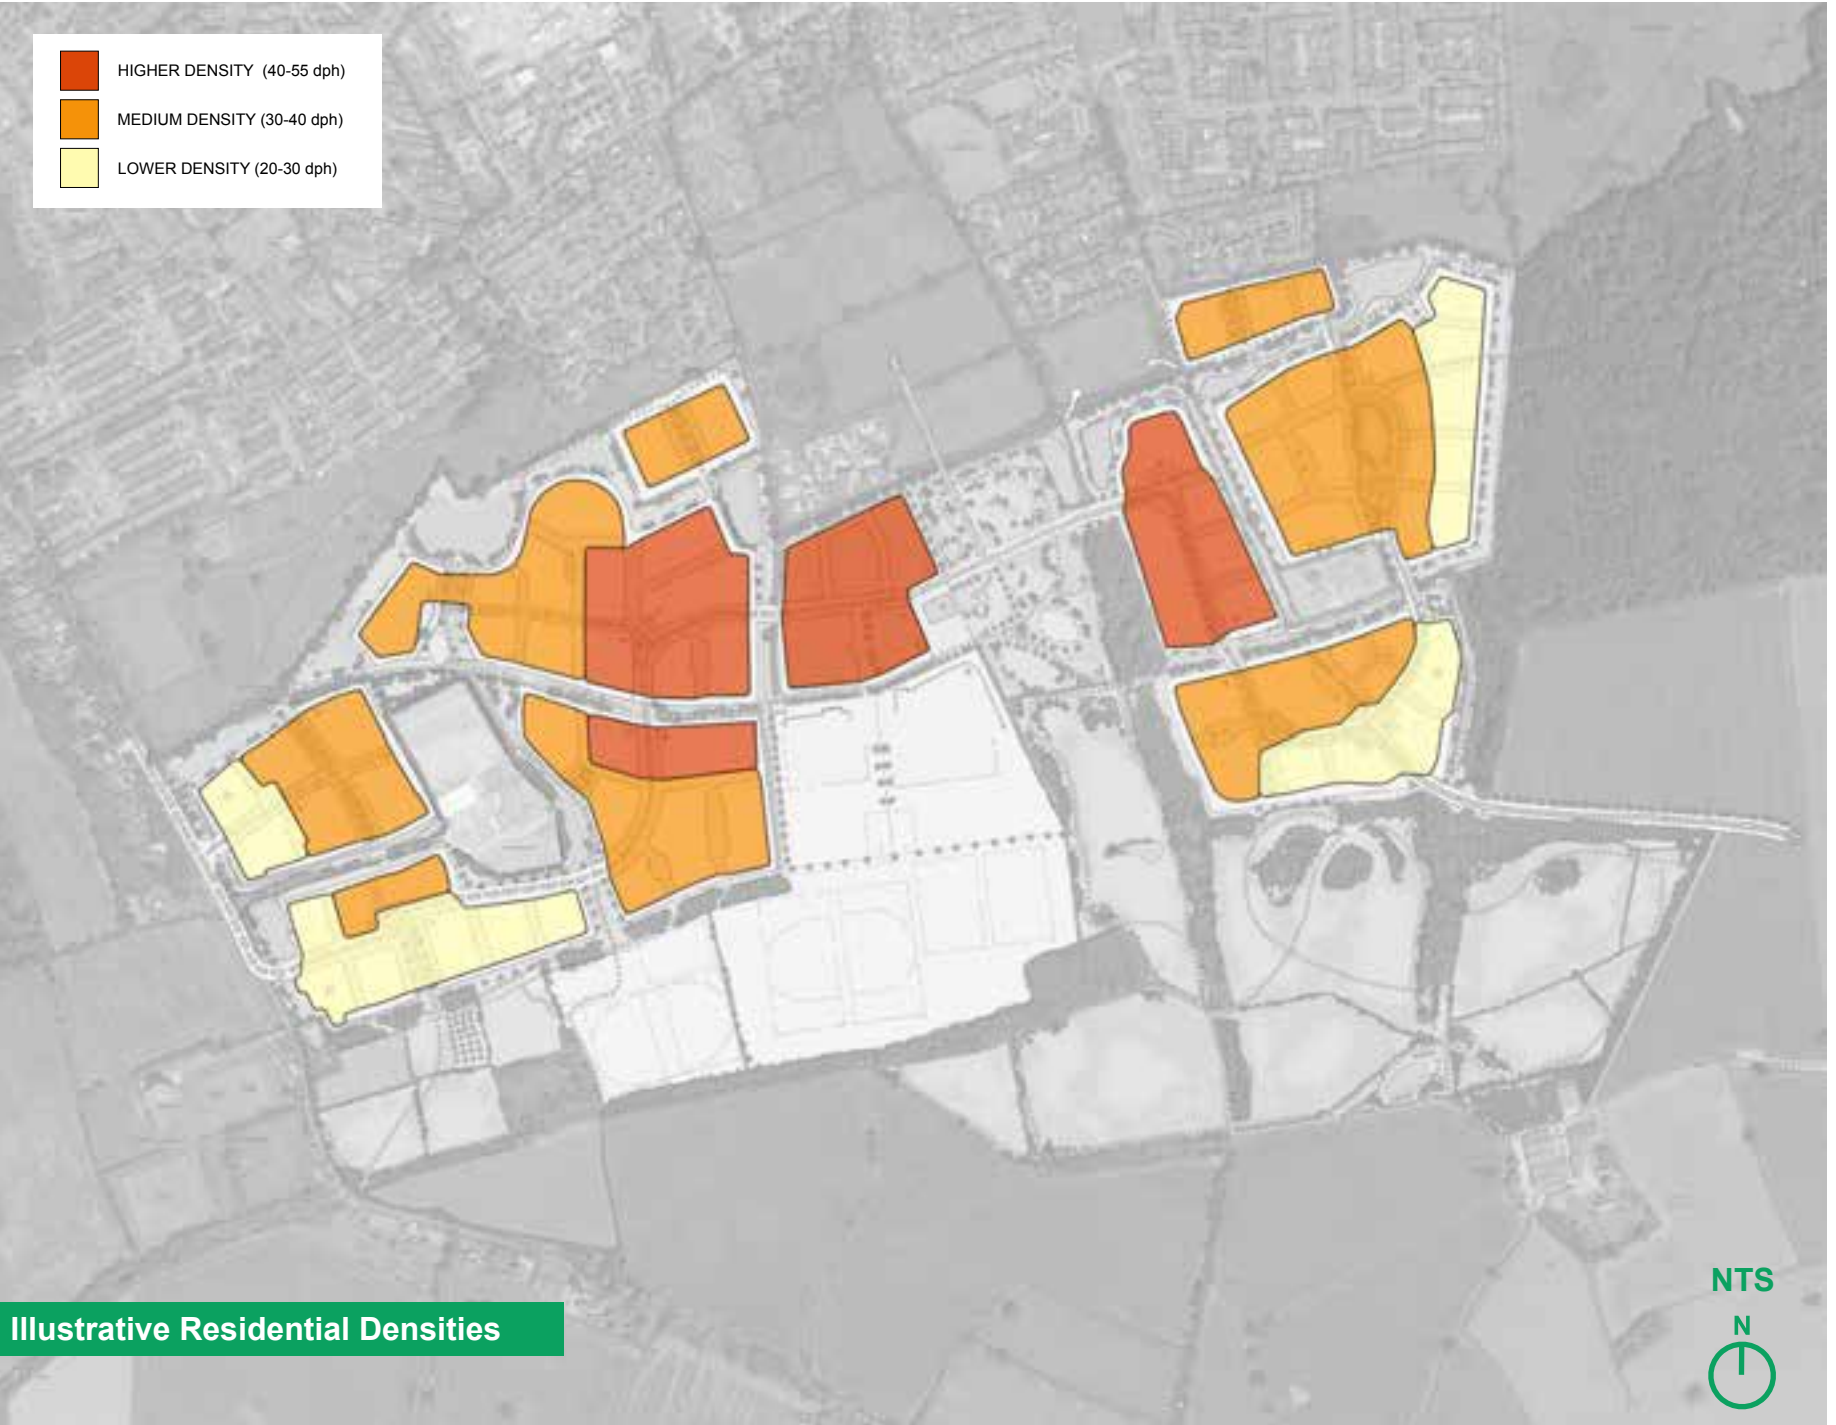 HIGHER DENSITY (40-55 dph)
MEDIUM DENSITY (30-40 dph)
LOWER DENSITY (20-30 dph)
NTS
N
Illustrative Residential Densities